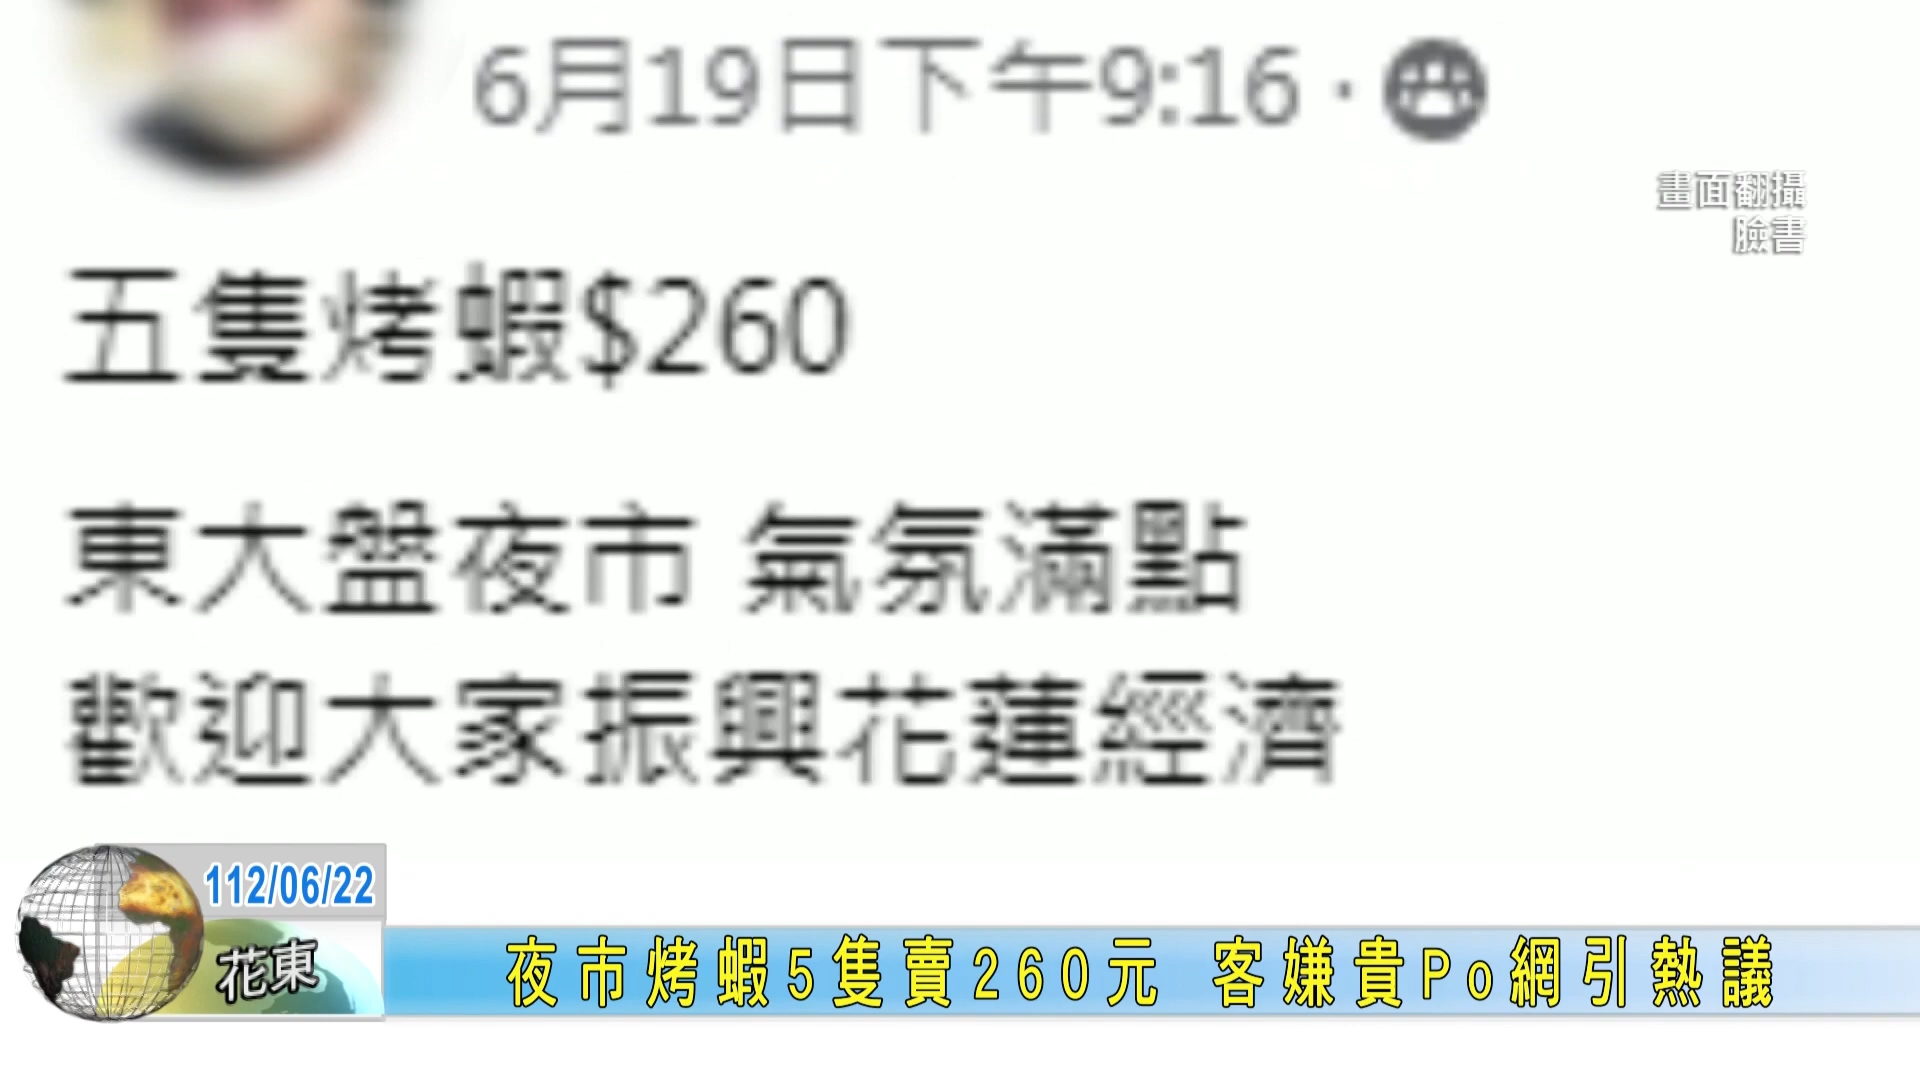 6月19日下午9:16 ·
畫面翻攝
臉書
五隻烤蝦$260
東大盤夜市 氣氛滿點
歡迎大家振興花蓮經濟
112/06/22
花東
夜市烤蝦5隻賣260元 客嫌貴Po網引熱議